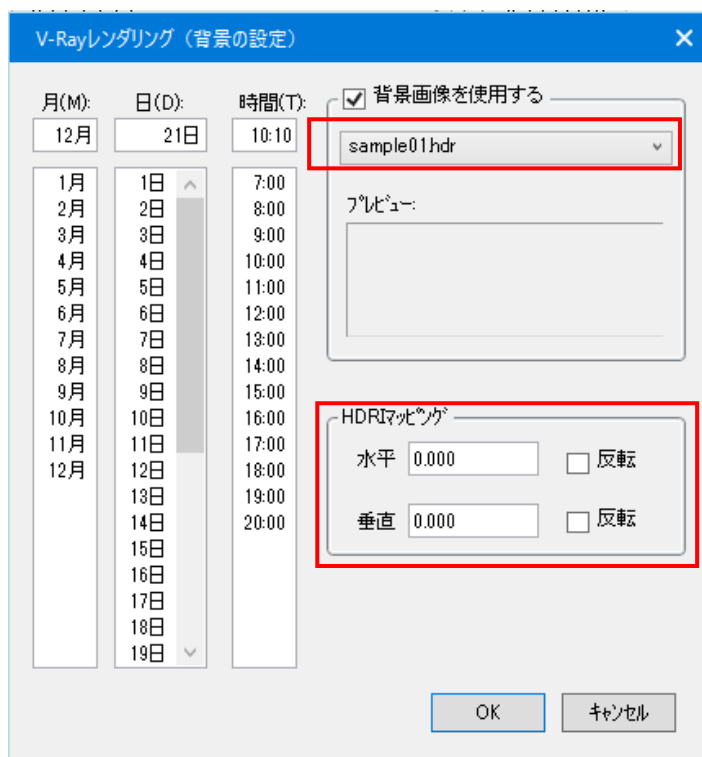 V-Rayレンダリング（背景の設定）
月(M):
12月
1月
2月
3月
4月
5月
6月
7月
8月
9月
10月
11月
12月
日(D):
21日
1日
2日
3日
4日
5日
6日
7日
8日
9日
10日
11日
12日
13日
14日
15日
16日
17日
18日
19日
時間(T):
10:10
7:00
8:00
9:00
10:00
11:00
12:00
13:00
14:00
15:00
16:00
17:00
18:00
19:00
20:00
背景画像を使用する
sample01.hdr
ﾌﾟﾚﾋﾞｭｰ:
HDRIﾏｯﾋﾟﾝｸﾞ
水平 0.000 反転
垂直 0.000 反転
OK ｷｬﾝｾﾙ